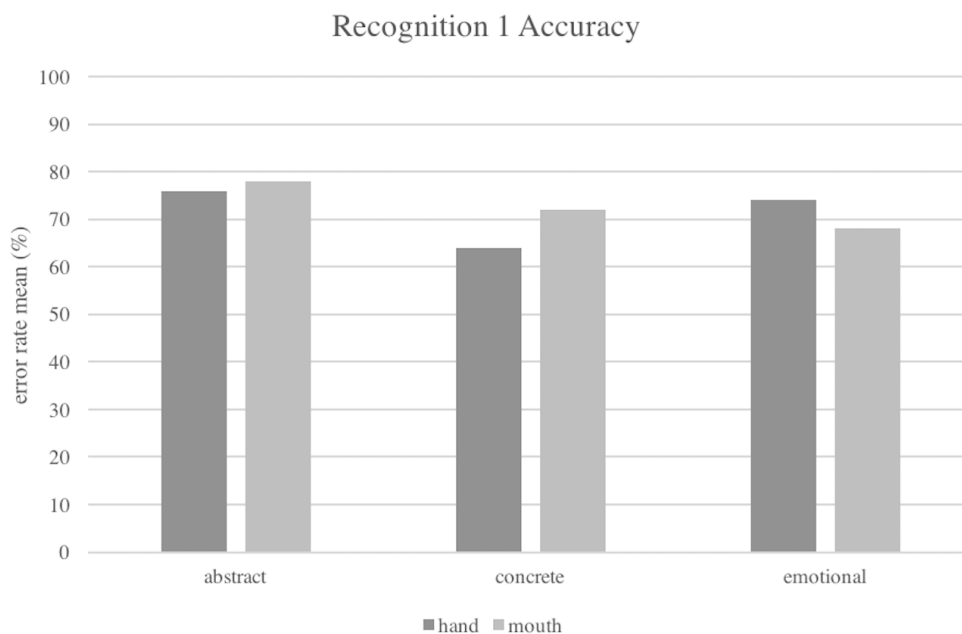 Recognition 1 Accuracy
100
90
80
70
60
50
40
30
20
10
0
error rate mean (%)
abstract concrete emotional
hand mouth